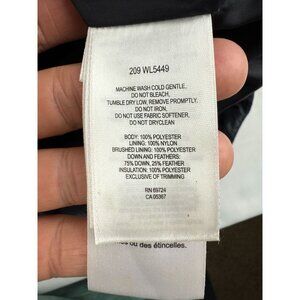 209 WL5449
MACHINE WASH COLD GENTLE,
DO NOT BLEACH,
TUMBLE DRY LOW, REMOVE PROMPTLY,
DO NOT IRON,
DO NOT USE FABRIC SOFTENER,
DO NOT DRYCLEAN
BODY: 100% POLYESTER
LINING: 100% NYLON
BRUSHED LINING: 100% POLYESTER
DOWN AND FEATHERS:
75% DOWN, 25% FEATHER
INSULATION: 100% POLYESTER
EXCLUSIVE OF TRIMMING
RN 69724
CA 05367
ou des étincelles.